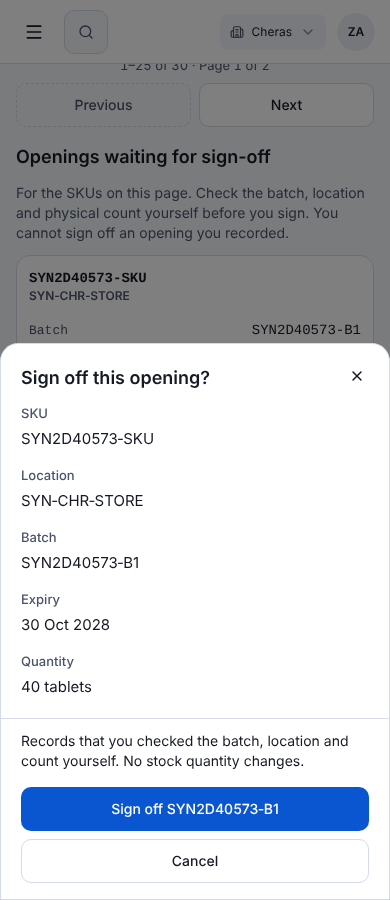 Cheras
ZA
1–25 of 30 · Page 1 of 2
Previous
Next
Openings waiting for sign-off
For the SKUs on this page. Check the batch, location
and physical count yourself before you sign. You
cannot sign off an opening you recorded.
SYN2D40573-SKU
SYN-CHR-STORE
Batch
SYN2D40573-B1
Sign off this opening?
SKU
SYN2D40573-SKU
Location
SYN-CHR-STORE
Batch
SYN2D40573-B1
Expiry
30 Oct 2028
Quantity
40 tablets
Records that you checked the batch, location and
count yourself. No stock quantity changes.
Sign off SYN2D40573-B1
Cancel